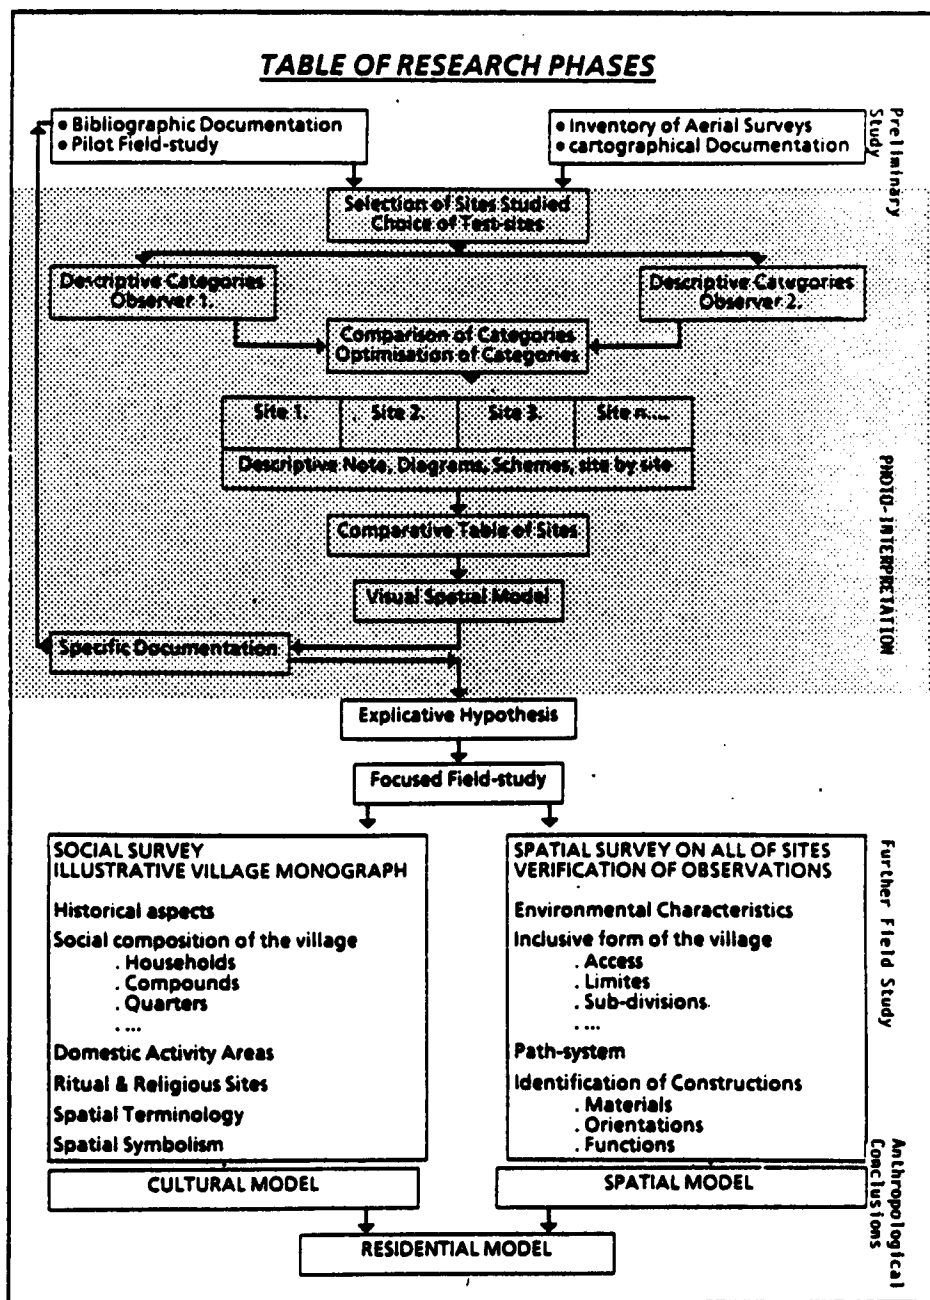 TABLE OF RESEARCH PHASES
• Bibliographic Documentation
• Pilot Field-study
• Inventory of Aerial Surveys
• cartographical Documentation
Preliminary
Study
Selection of Sites Studied
Choice of Test-sites
Descriptive Categories
Observer 1.
Descriptive Categories
Observer 2.
Comparison of Categories
Optimisation of Categories
Site 1.
. Site 2.
Site 3.
Site n....
Descriptive Note, Diagrams, Schemes, site by site
Comparative Table of Sites
Visual Spatial Model
Specific Documentation
PHOTO-INTERPRETATION
Explicative Hypothesis
Focused Field-study
SOCIAL SURVEY
ILLUSTRATIVE VILLAGE MONOGRAPH
Historical aspects
Social composition of the village
. Households
. Compounds
. Quarters
. ...
Domestic Activity Areas
Ritual & Religious Sites
Spatial Terminology
Spatial Symbolism
SPATIAL SURVEY ON ALL OF SITES
VERIFICATION OF OBSERVATIONS
Environmental Characteristics
Inclusive form of the village
. Access
. Limites
. Sub-divisions
. ...
Path-system
Identification of Constructions
. Materials
. Orientations
. Functions
Further Field Study
CULTURAL MODEL
SPATIAL MODEL
RESIDENTIAL MODEL
Anthropological
Conclusions